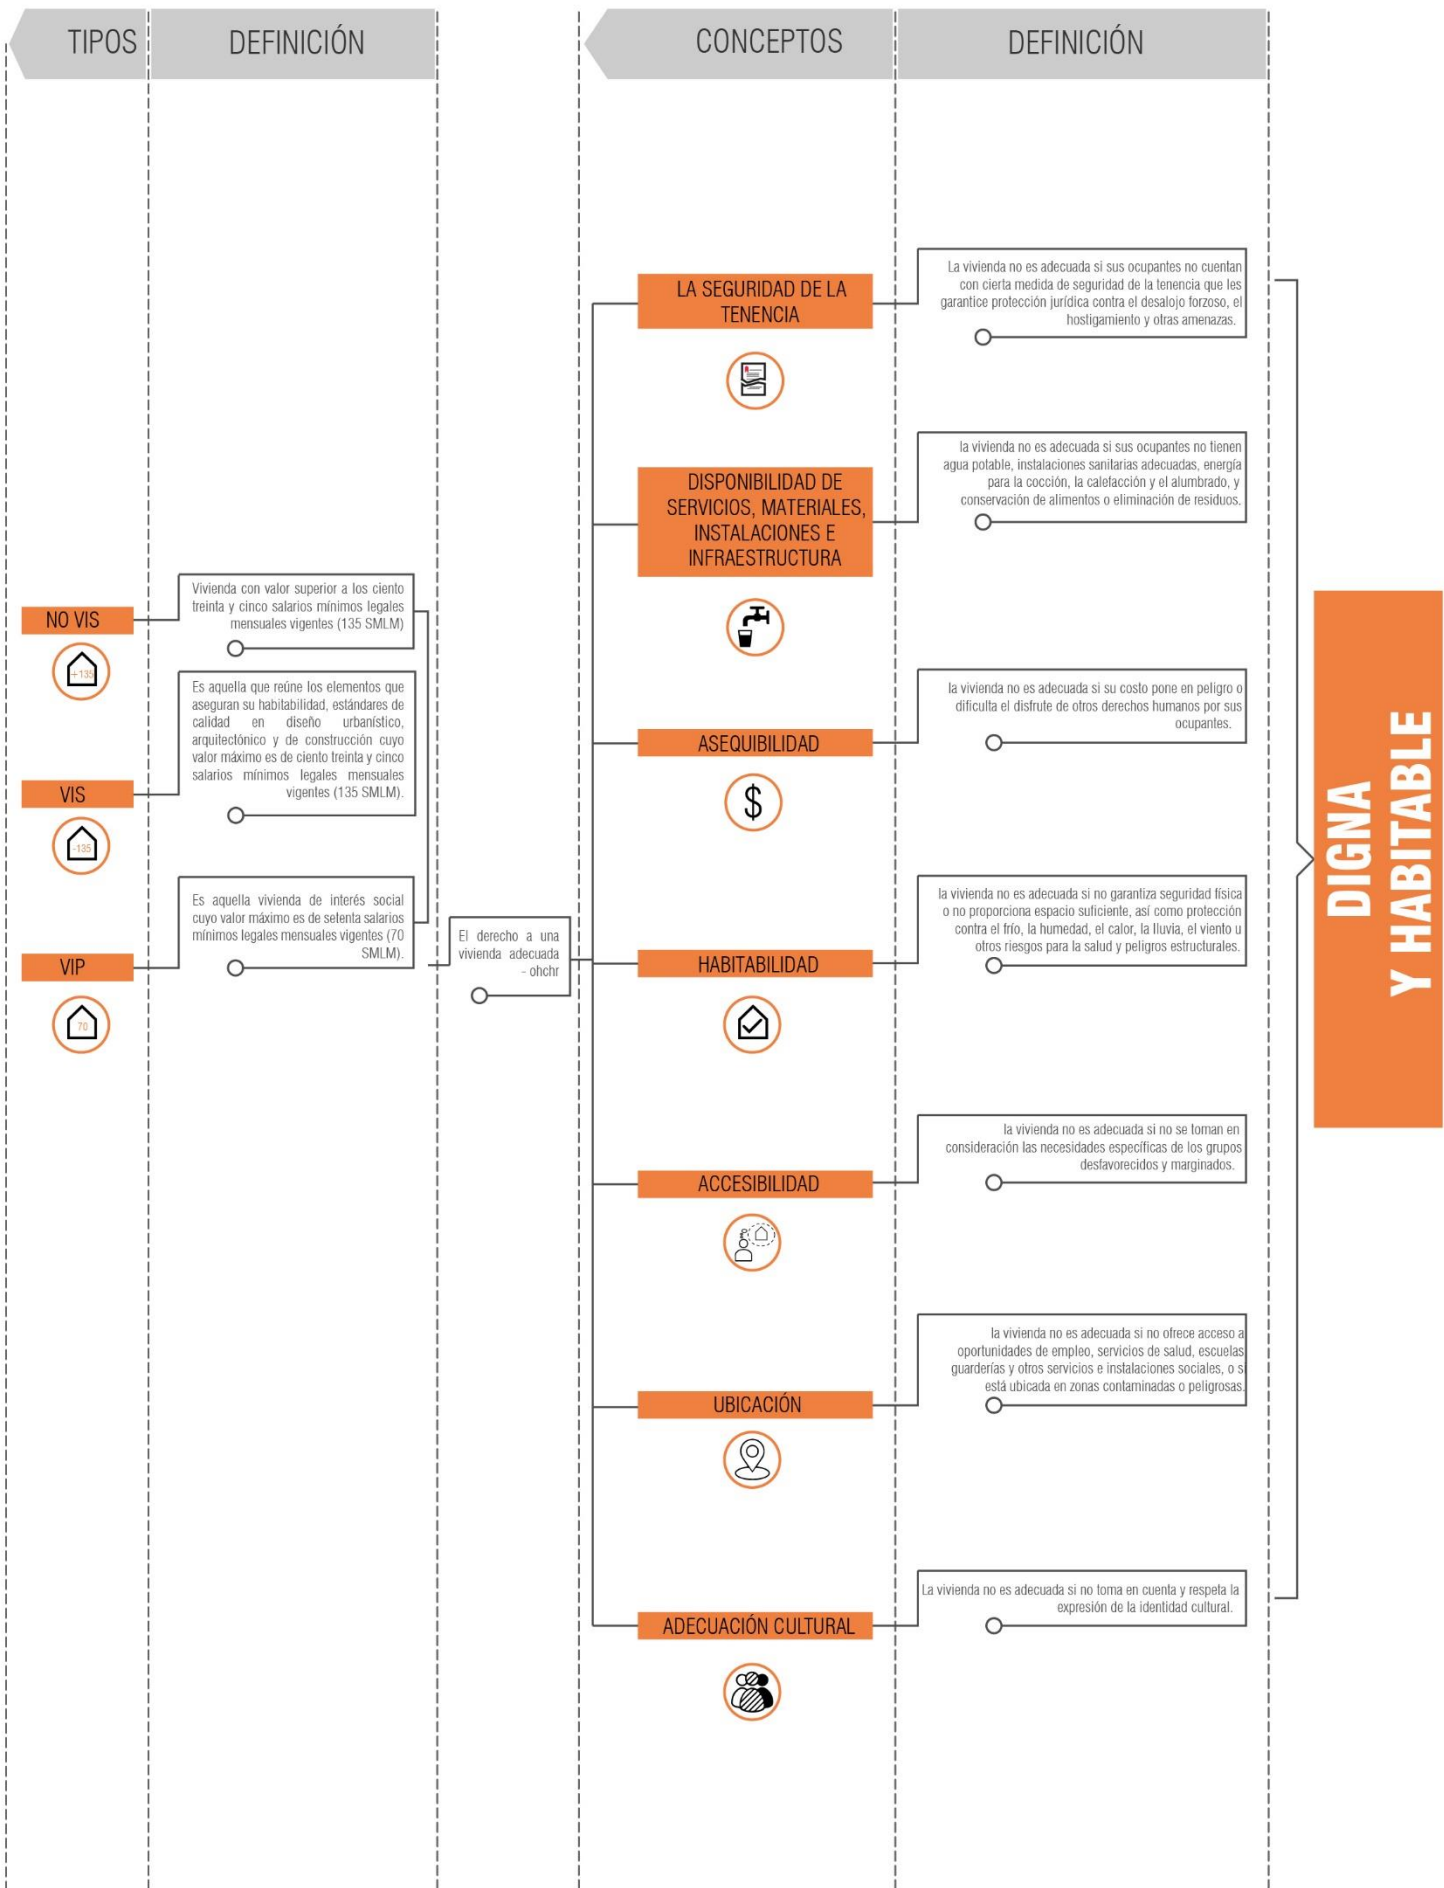 TIPOS
DEFINICIÓN
CONCEPTOS
DEFINICIÓN
NO VIS
+135
Vivienda con valor superior a los ciento
treinta y cinco salarios mínimos legales
mensuales vigentes (135 SMLM)
VIS
-135
Es aquella que reúne los elementos que
aseguran su habitabilidad, estándares de
calidad en diseño urbanístico,
arquitectónico y de construcción cuyo
valor máximo es de ciento treinta y cinco
salarios mínimos legales mensuales
vigentes (135 SMLM).
VIP
70
Es aquella vivienda de interés social
cuyo valor máximo es de setenta salarios
mínimos legales mensuales vigentes (70
SMLM).
El derecho a una
vivienda adecuada
- ohchr
LA SEGURIDAD DE LA
TENENCIA
La vivienda no es adecuada si sus ocupantes no cuentan
con cierta medida de seguridad de la tenencia que les
garantice protección jurídica contra el desalojo forzoso, el
hostigamiento y otras amenazas.
DISPONIBILIDAD DE
SERVICIOS, MATERIALES,
INSTALACIONES E
INFRAESTRUCTURA
la vivienda no es adecuada si sus ocupantes no tienen
agua potable, instalaciones sanitarias adecuadas, energía
para la cocción, la calefacción y el alumbrado, y
conservación de alimentos o eliminación de residuos.
ASEQUIBILIDAD
$
la vivienda no es adecuada si su costo pone en peligro o
dificulta el disfrute de otros derechos humanos por sus
ocupantes.
HABITABILIDAD
la vivienda no es adecuada si no garantiza seguridad física
o no proporciona espacio suficiente, así como protección
contra el frío, la humedad, el calor, la lluvia, el viento u
otros riesgos para la salud y peligros estructurales.
ACCESIBILIDAD
la vivienda no es adecuada si no se toman en
consideración las necesidades específicas de los grupos
desfavorecidos y marginados.
UBICACIÓN
la vivienda no es adecuada si no ofrece acceso a
oportunidades de empleo, servicios de salud, escuelas
guarderías y otros servicios e instalaciones sociales, o si
está ubicada en zonas contaminadas o peligrosas.
ADECUACIÓN CULTURAL
La vivienda no es adecuada si no toma en cuenta y respeta la
expresión de la identidad cultural.
DIGNA
Y HABITABLE